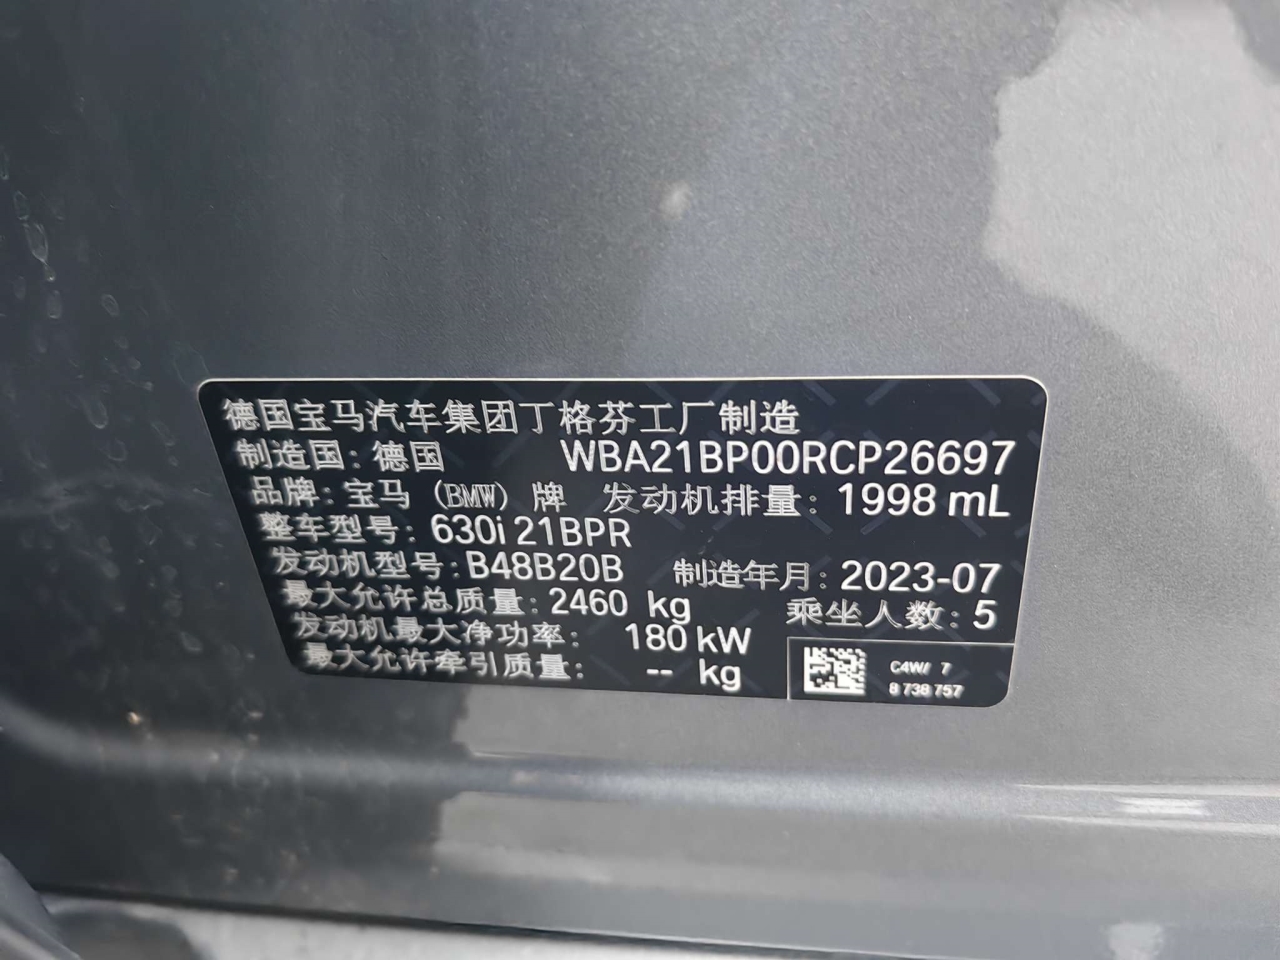 德国宝马汽车集团丁格芬工厂制造
制造国: 德国 WBA21BP00RCP26697
品牌: 宝马 (BMW) 牌 发动机排量: 1998 mL
整车型号: 630i 21BPR
发动机型号: B48B20B 制造年月: 2023-07
最大允许总质量: 2460 kg 乘坐人数: 5
发动机最大净功率: 180 kW
最大允许牵引质量: -- kg
C4W/ 7
8 738 757